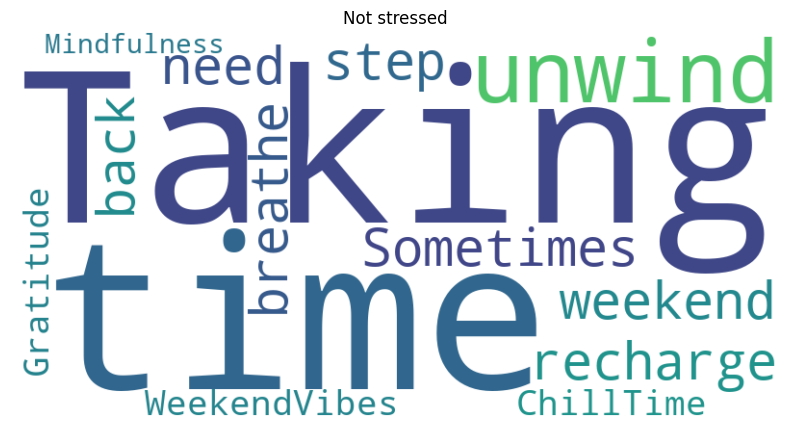 Not stressed
Mindfulness
need
step
unwind
Taking
back
breathe
Gratitude
Sometimes
time
weekend
recharge
WeekendVibes
ChillTime